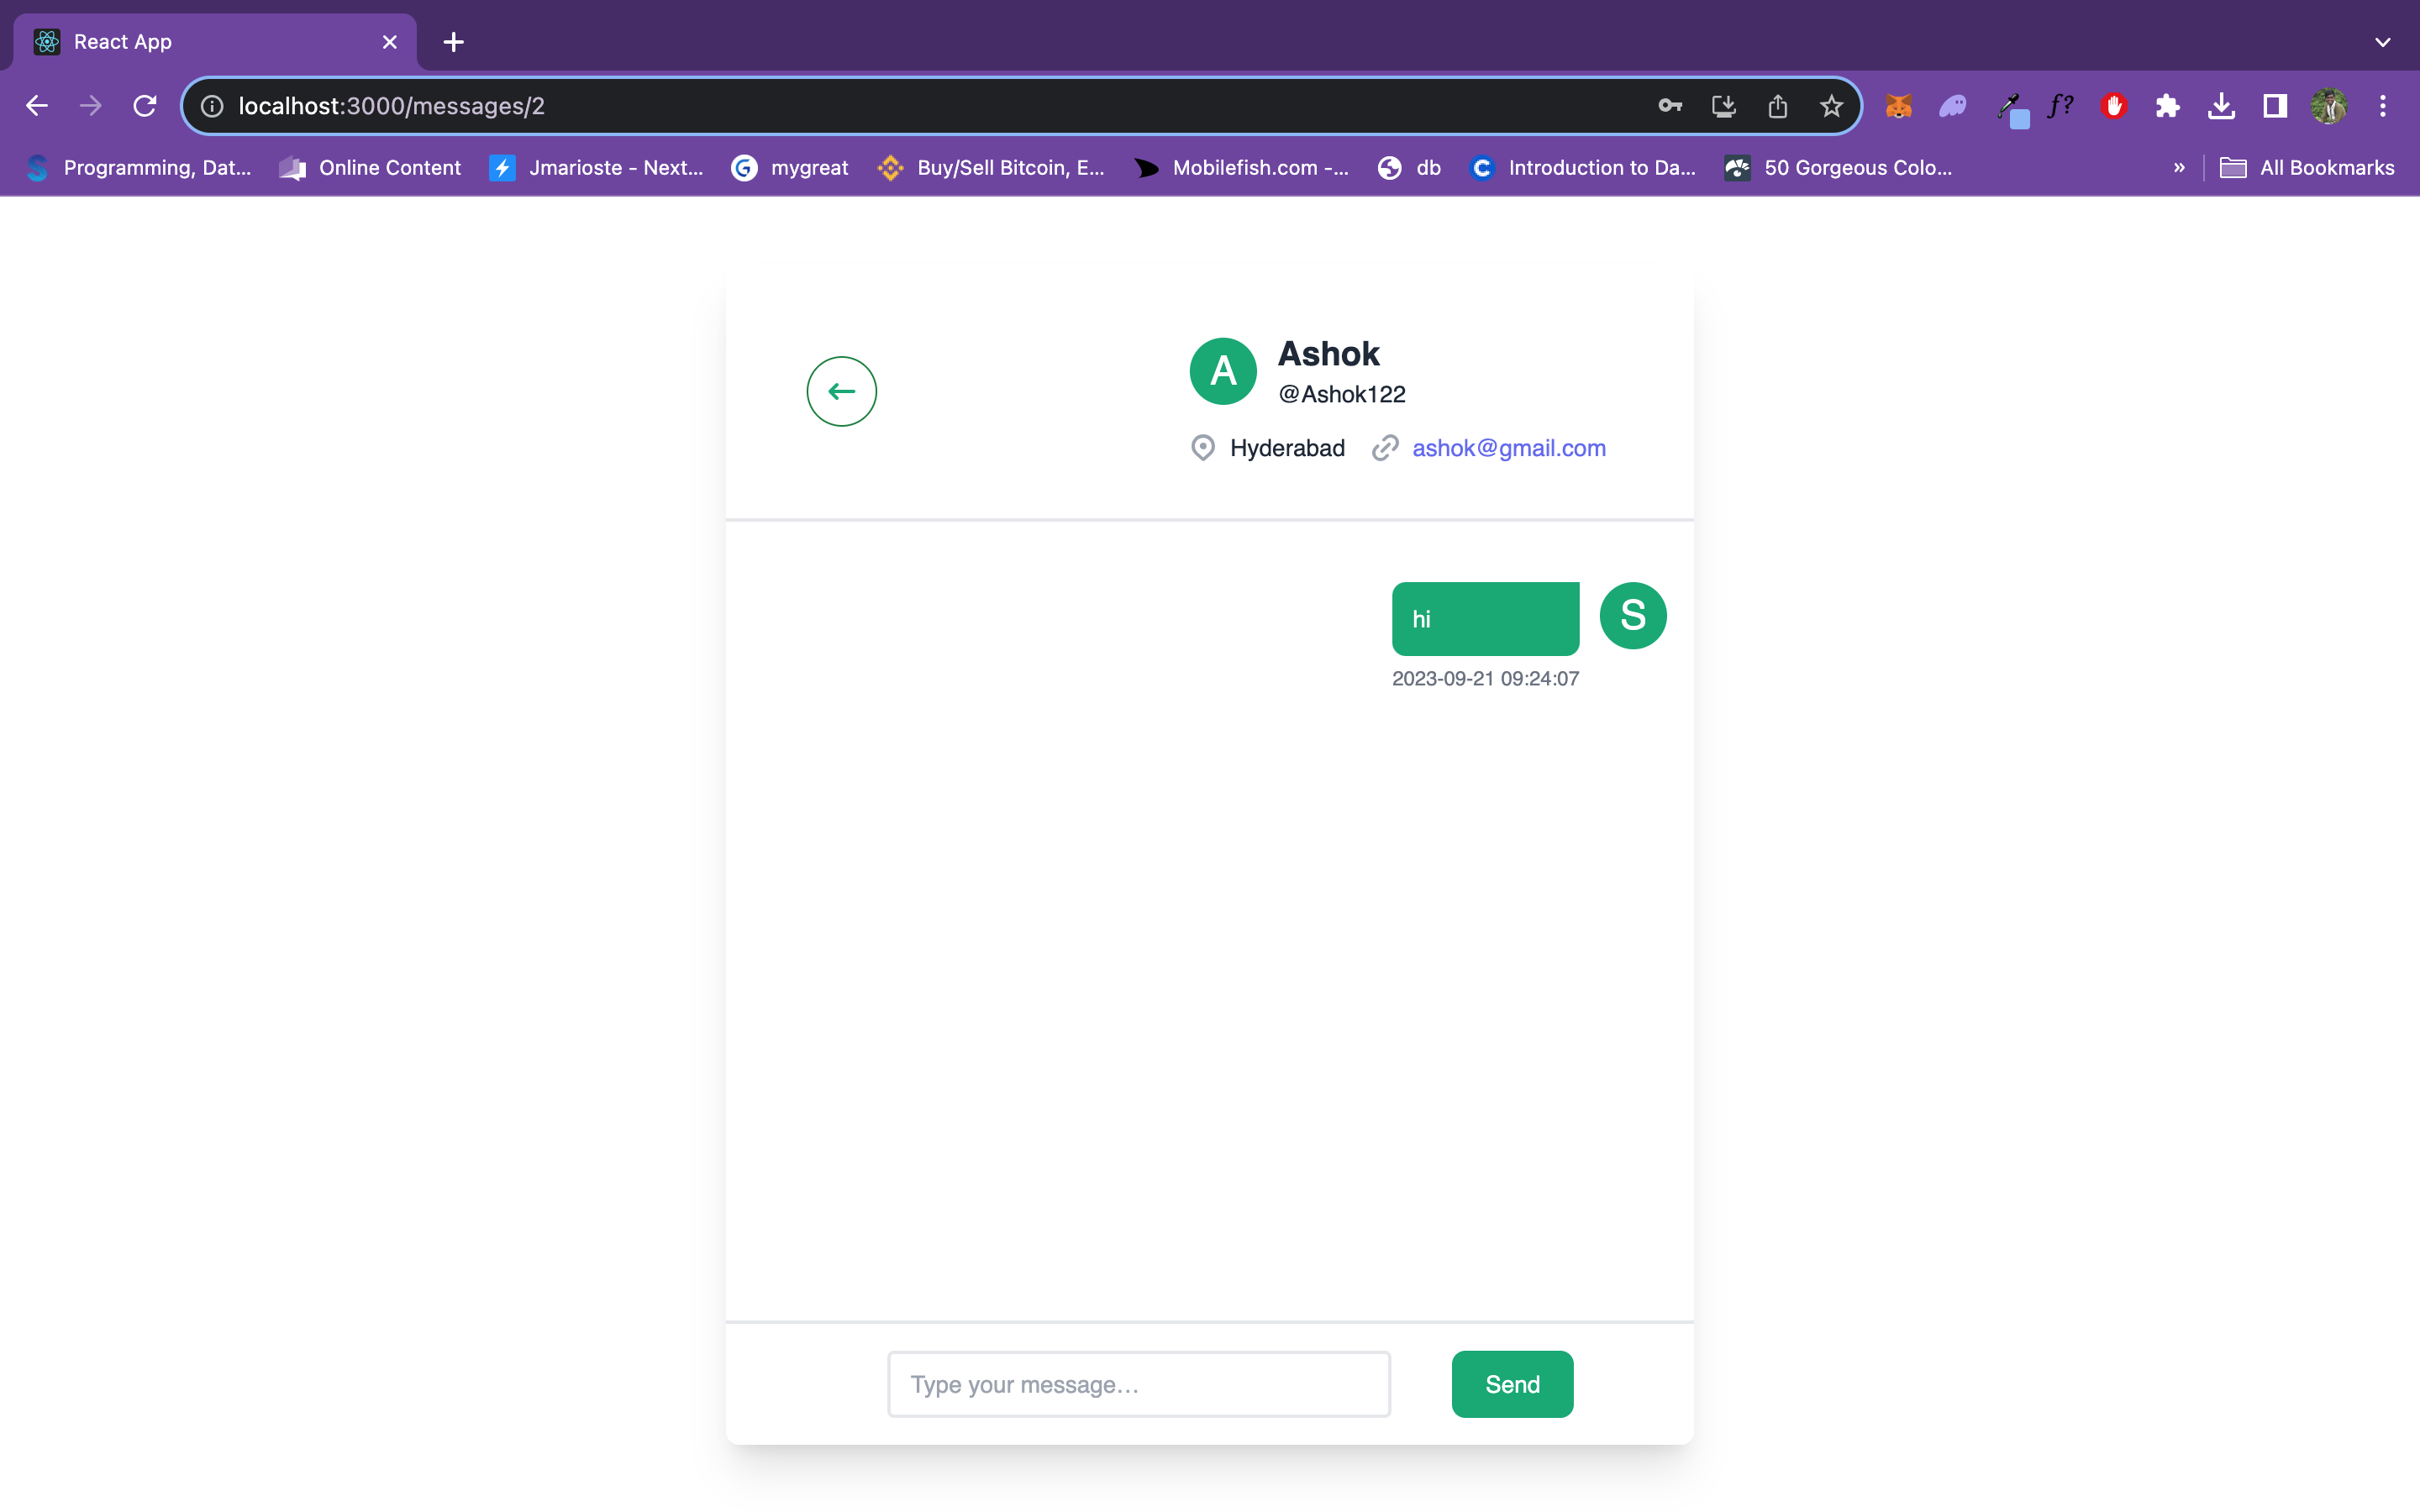 React App
localhost:3000/messages/2
f?
Programming, Dat...
Online Content
Jmarioste - Next...
mygreat
Buy/Sell Bitcoin, E...
Mobilefish.com -...
db
Introduction to Da...
50 Gorgeous Colo...
»
All Bookmarks
A
Ashok
@Ashok122
Hyderabad
ashok@gmail.com
hi
S
2023-09-21 09:24:07
Type your message...
Send